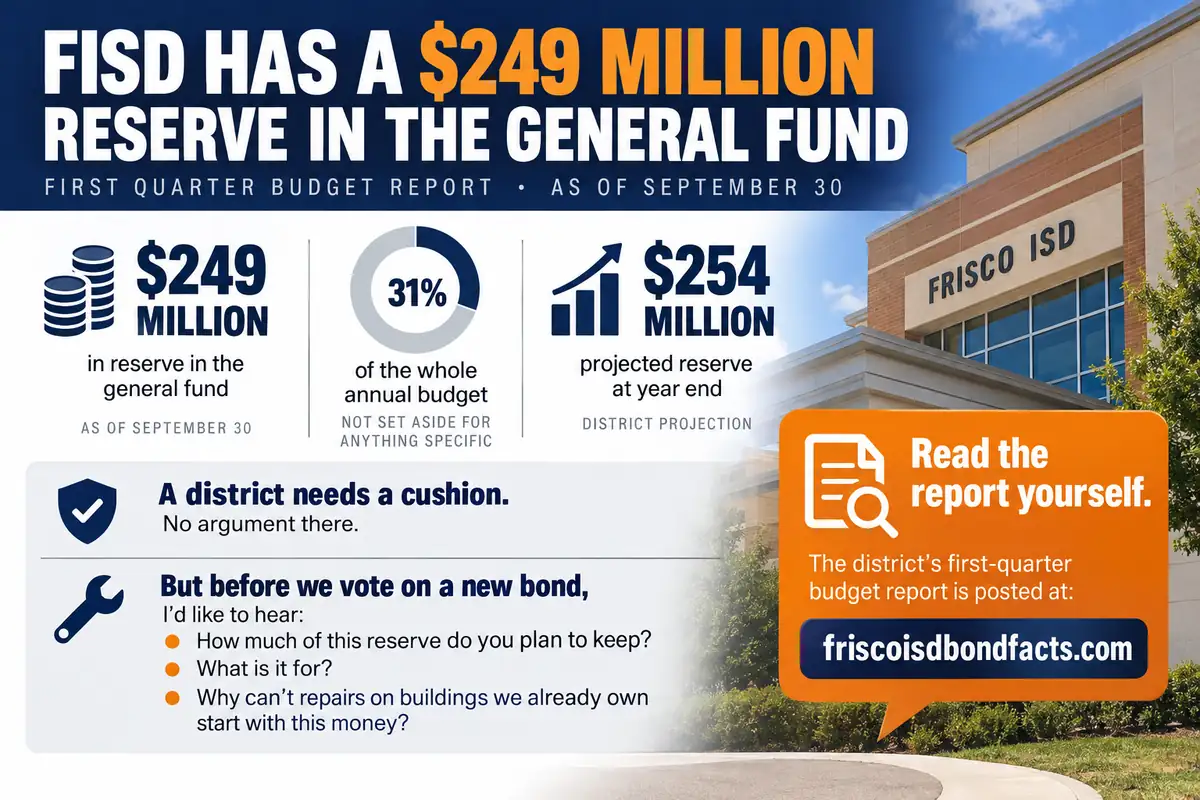 FISD HAS A $249 MILLION
RESERVE IN THE GENERAL FUND
FIRST QUARTER BUDGET REPORT • AS OF SEPTEMBER 30
$249
MILLION
in reserve in the
general fund
AS OF SEPTEMBER 30
31%
of the whole
annual budget
NOT SET ASIDE FOR
ANYTHING SPECIFIC
$254
MILLION
projected reserve
at year end
DISTRICT PROJECTION
FRISCO ISD
A district needs a cushion.
No argument there.
But before we vote on a new bond,
I'd like to hear:
How much of this reserve do you plan to keep?
What is it for?
Why can't repairs on buildings we already own
start with this money?
Read the
report yourself.
The district's first-quarter
budget report is posted at:
friscoisdbondfacts.com